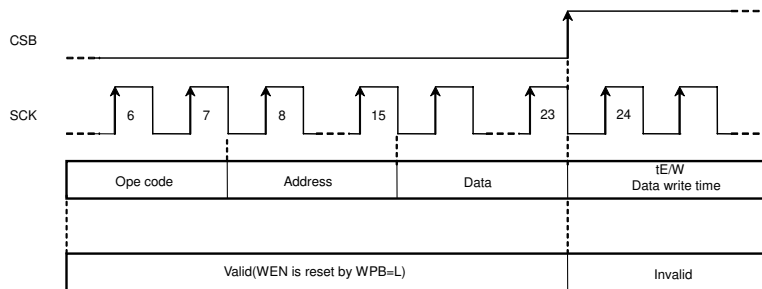 CSB
SCK
6
7
8
15
23
24
Ope code
Address
Data
tE/W
Data write time
Valid(WEN is reset by WPB=L)
Invalid